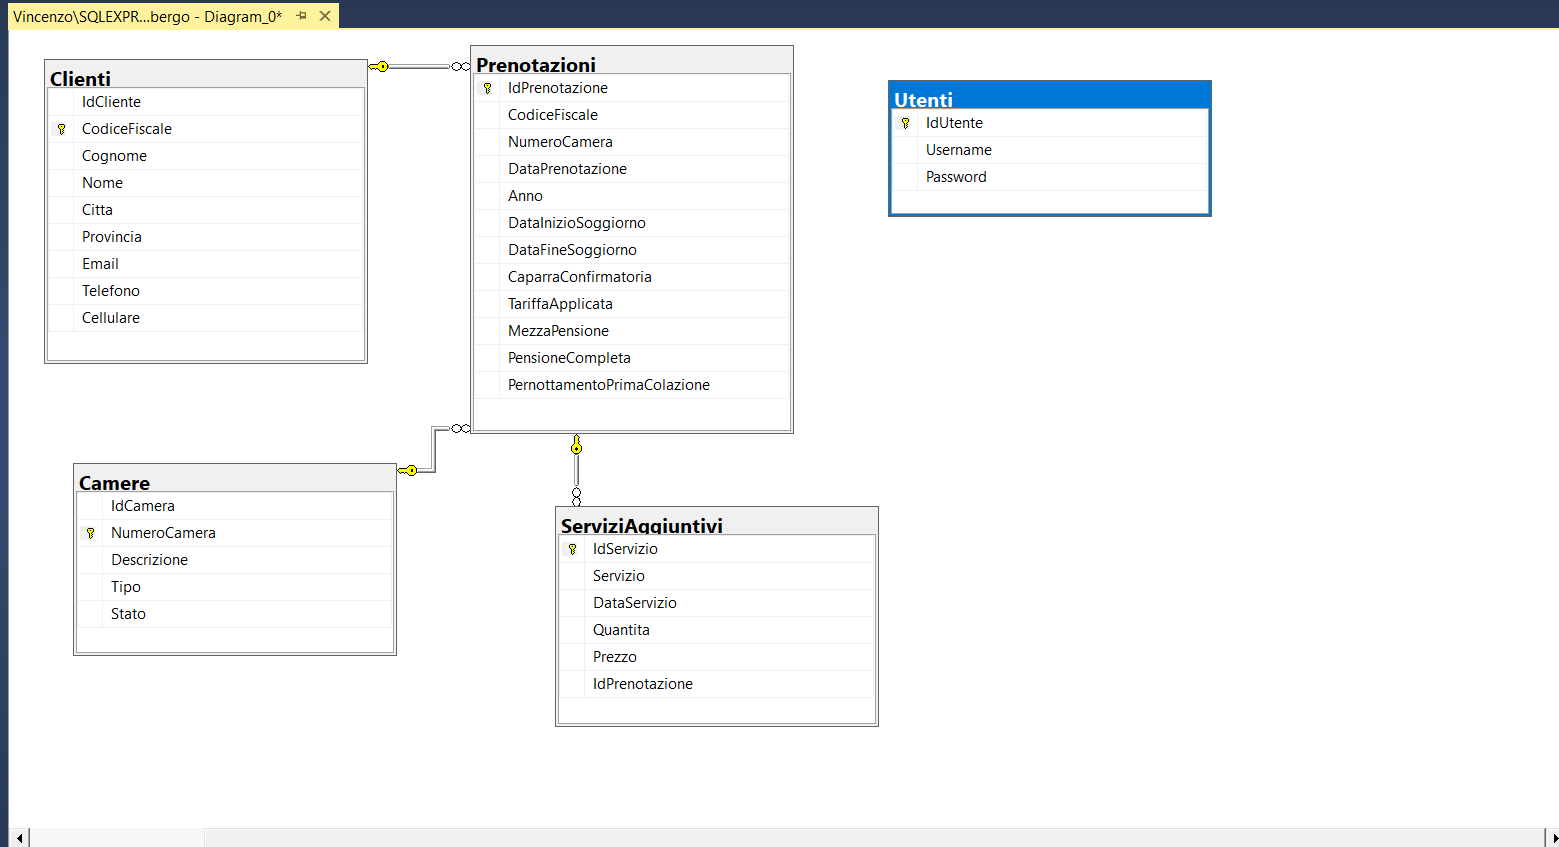 Vincenzo\SQLEXPR...bergo - Diagram_0*
Clienti
IdCliente
CodiceFiscale
Cognome
Nome
Citta
Provincia
Email
Telefono
Cellulare
Prenotazioni
IdPrenotazione
CodiceFiscale
NumeroCamera
DataPrenotazione
Anno
DataInizioSoggiorno
DataFineSoggiorno
CaparraConfirmatoria
TariffaApplicata
MezzaPensione
PensioneCompleta
PernottamentoPrimaColazione
Utenti
IdUtente
Username
Password
Camere
IdCamera
NumeroCamera
Descrizione
Tipo
Stato
ServiziAggiuntivi
IdServizio
Servizio
DataServizio
Quantita
Prezzo
IdPrenotazione